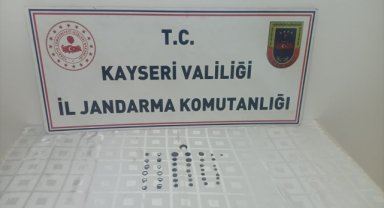 T.C.
KAYSERİ VALİLİĞİ
İL JANDARMA KOMUTANLIĞI